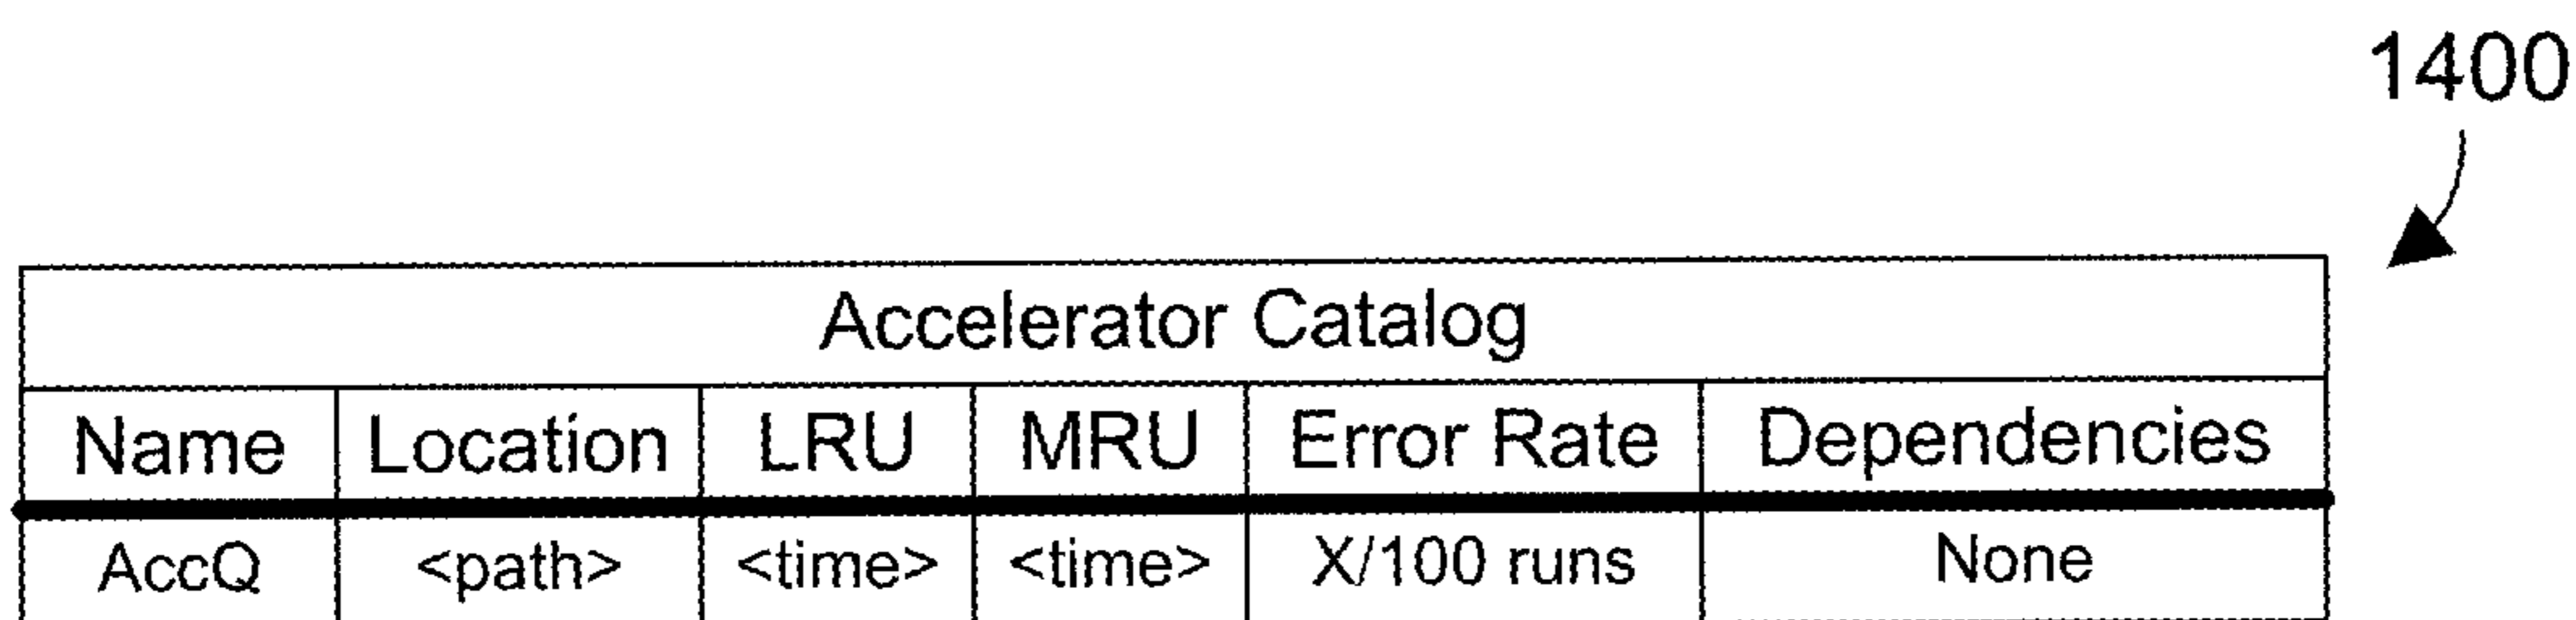 1400
Accelerator Catalog
Name Location LRU MRU Error Rate Dependencies
AccQ <path> <time> <time> X/100 runs None